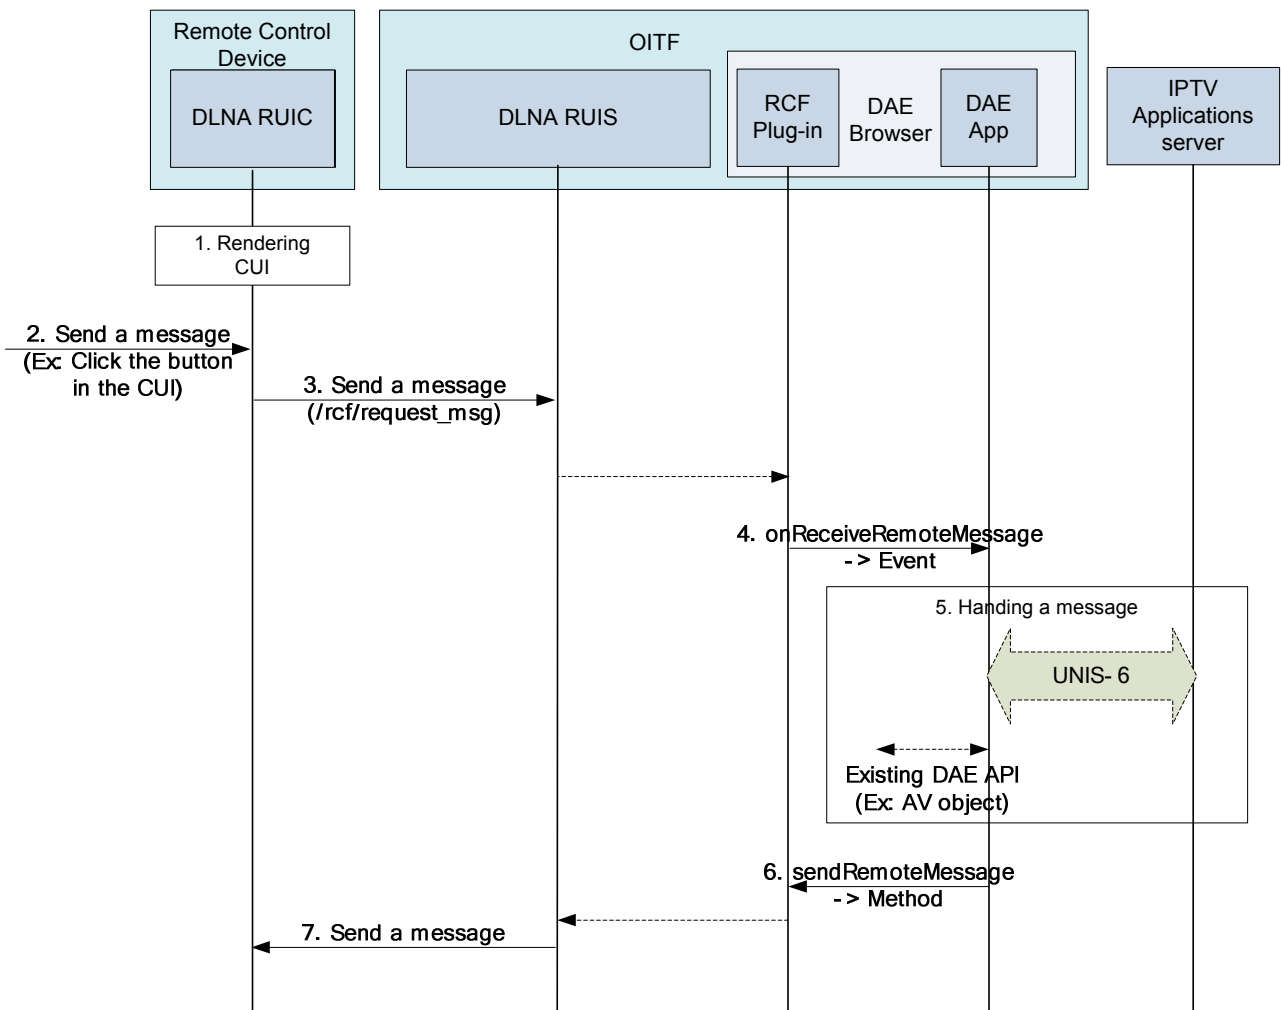 Remote Control
Device
DLNA RUIC
OITF
DLNA RUIS
RCF
Plug-in
DAE
Browser
DAE
App
IPTV
Applications
server
1. Rendering
CUI
2. Send a message
(Ex: Click the button
in the CUI)
3. Send a message
(/rcf/request_msg)
4. onReceiveRemoteMessage
-> Event
5. Handing a message
UNIS- 6
Existing DAE API
(Ex: AV object)
6. sendRemoteMessage
-> Method
7. Send a message